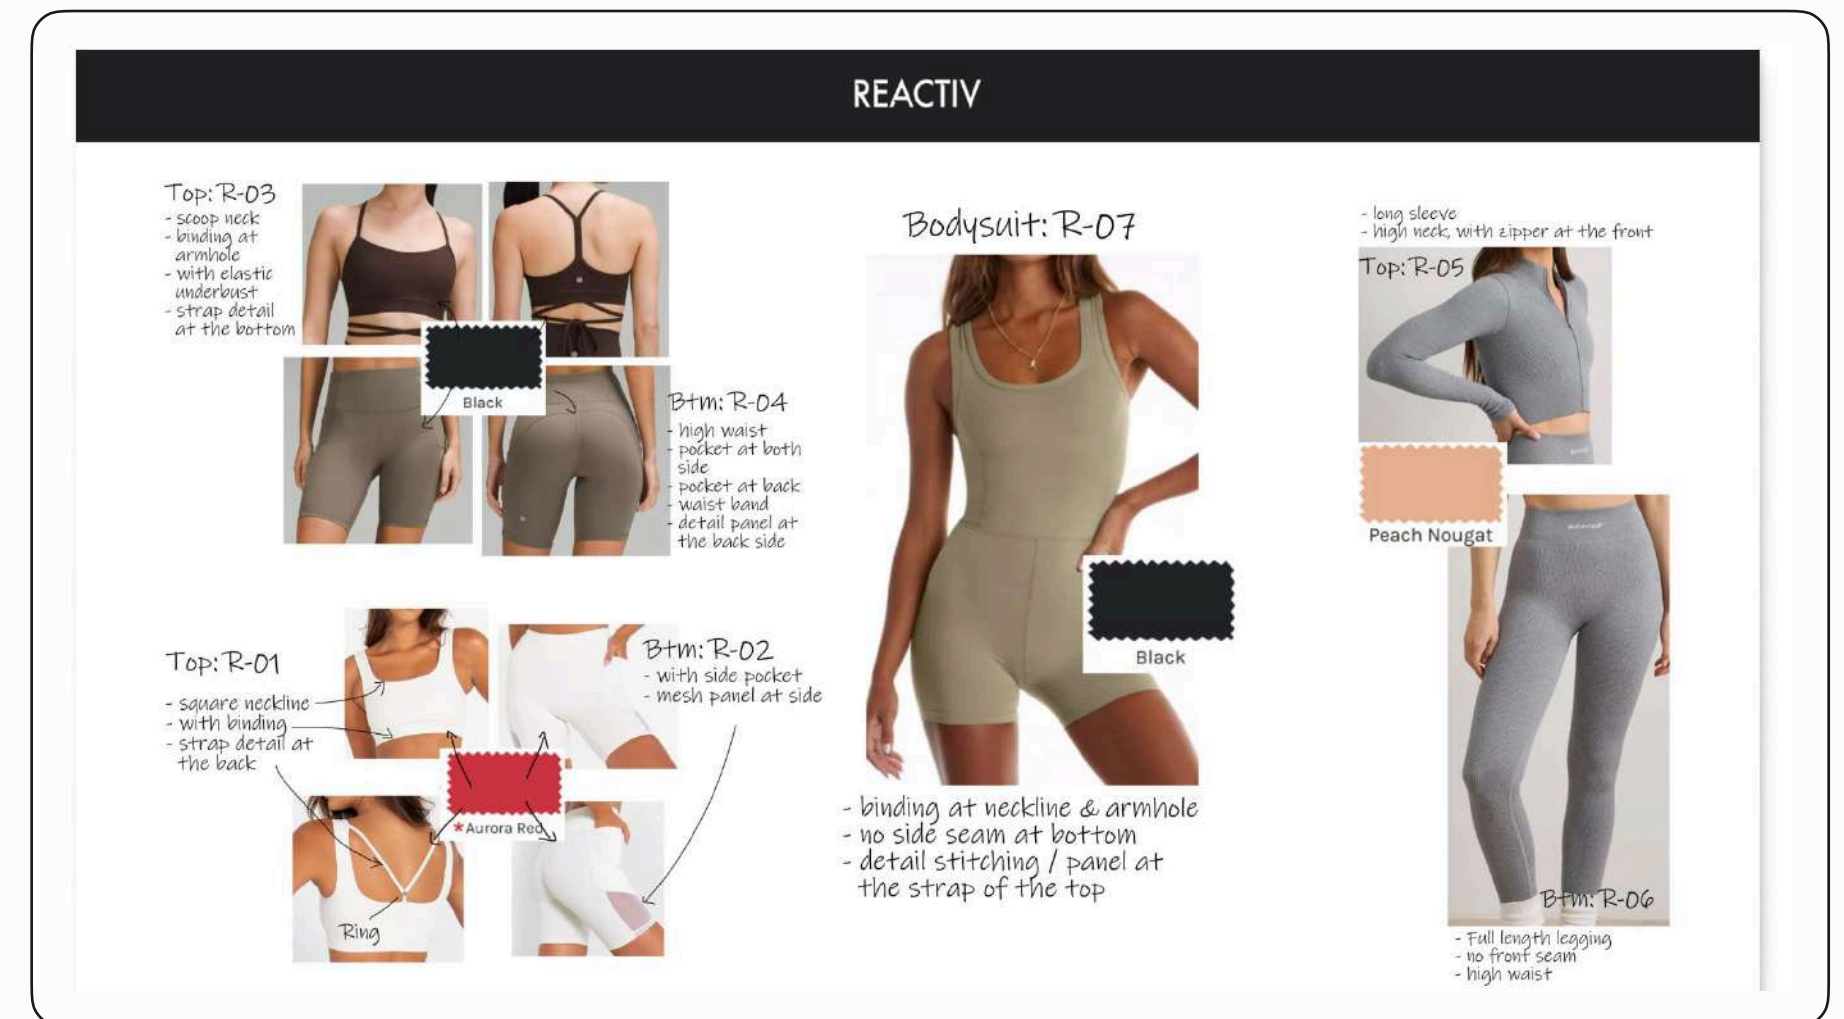 REACTIV
Top: R-03
- scoop neck
- binding at
armhole
- with elastic
underbust
- strap detail
at the bottom
Black
Btm: R-04
- high waist
- pocket at both
side
- pocket at back
- waist band
- detail panel at
the back side
Top: R-01
- square neckline
- with binding
- strap detail at
the back
Ring
*Aurora Red
Btm: R-02
- with side pocket
- mesh panel at side
Bodysuit: R-07
Black
- binding at neckline & armhole
- no side seam at bottom
- detail stitching / panel at
the strap of the top
- long sleeve
- high neck, with zipper at the front
Top: R-05
Peach Nougat
Btm: R-06
- Full length legging
- no front seam
- high waist